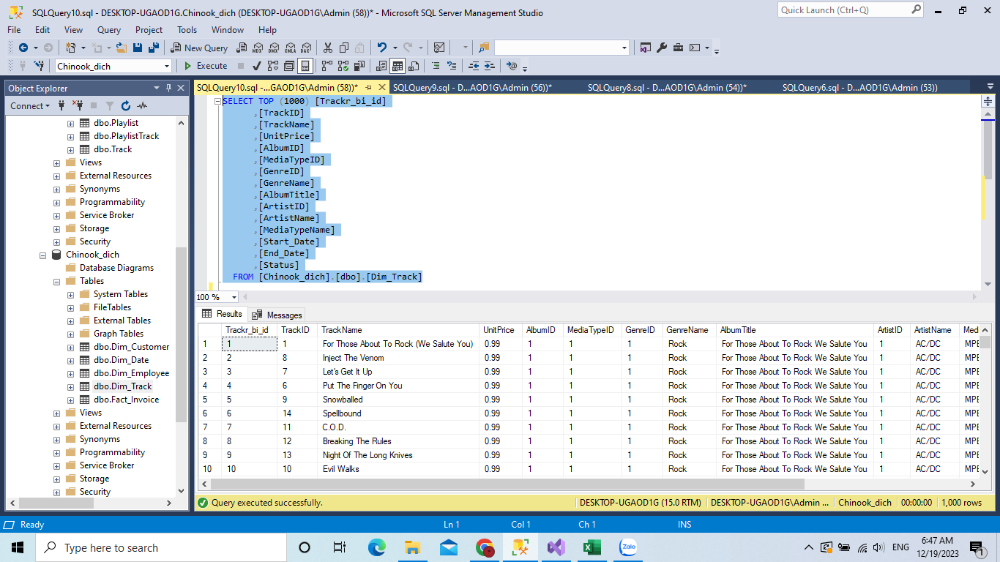 SQLQuery10.sql - DESKTOP-UGAOD1G.Chinook_dich (DESKTOP-UGAOD1G\Admin (58))* - Microsoft SQL Server Management Studio
Quick Launch (Ctrl+Q)
File Edit View Query Project Tools Window Help
New Query MDX DMX XMLA DAX
Chinook_dich Execute
Object Explorer
Connect
dbo.Playlist
dbo.PlaylistTrack
dbo.Track
Views
External Resources
Synonyms
Programmability
Service Broker
Storage
Security
Chinook_dich
Database Diagrams
Tables
System Tables
FileTables
External Tables
Graph Tables
dbo.Dim_Customer
dbo.Dim_Date
dbo.Dim_Employee
dbo.Dim_Track
dbo.Fact_Invoice
Views
External Resources
Synonyms
Programmability
Service Broker
Storage
Security
SQLQuery10.sql -...GAOD1G\Admin (58))* SQLQuery9.sql - D...AOD1G\Admin (56))* SQLQuery8.sql - D...AOD1G\Admin (54))* SQLQuery6.sql - D...AOD1G\Admin (53))
SELECT TOP (1000) [Trackr_bi_id]
,[TrackID]
,[TrackName]
,[UnitPrice]
,[AlbumID]
,[MediaTypeID]
,[GenreID]
,[GenreName]
,[AlbumTitle]
,[ArtistID]
,[ArtistName]
,[MediaTypeName]
,[Start_Date]
,[End_Date]
,[Status]
FROM [Chinook_dich].[dbo].[Dim_Track]
100 %
Results Messages
Trackr_bi_id TrackID TrackName UnitPrice AlbumID MediaTypeID GenreID GenreName AlbumTitle ArtistID ArtistName Med
1 1 1 For Those About To Rock (We Salute You) 0.99 1 1 1 Rock For Those About To Rock We Salute You 1 AC/DC MPE
2 2 8 Inject The Venom 0.99 1 1 1 Rock For Those About To Rock We Salute You 1 AC/DC MPE
3 3 7 Let's Get It Up 0.99 1 1 1 Rock For Those About To Rock We Salute You 1 AC/DC MPE
4 4 6 Put The Finger On You 0.99 1 1 1 Rock For Those About To Rock We Salute You 1 AC/DC MPE
5 5 9 Snowballed 0.99 1 1 1 Rock For Those About To Rock We Salute You 1 AC/DC MPE
6 6 14 Spellbound 0.99 1 1 1 Rock For Those About To Rock We Salute You 1 AC/DC MPE
7 7 11 C.O.D. 0.99 1 1 1 Rock For Those About To Rock We Salute You 1 AC/DC MPE
8 8 12 Breaking The Rules 0.99 1 1 1 Rock For Those About To Rock We Salute You 1 AC/DC MPE
9 9 13 Night Of The Long Knives 0.99 1 1 1 Rock For Those About To Rock We Salute You 1 AC/DC MPE
10 10 10 Evil Walks 0.99 1 1 1 Rock For Those About To Rock We Salute You 1 AC/DC MPE
Query executed successfully. DESKTOP-UGAOD1G (15.0 RTM) DESKTOP-UGAOD1G\Admin ... Chinook_dich 00:00:00 1,000 rows
Ready Ln 1 Col 1 Ch 1 INS
Type here to search
Zalo
ENG
6:47 AM
12/19/2023
1